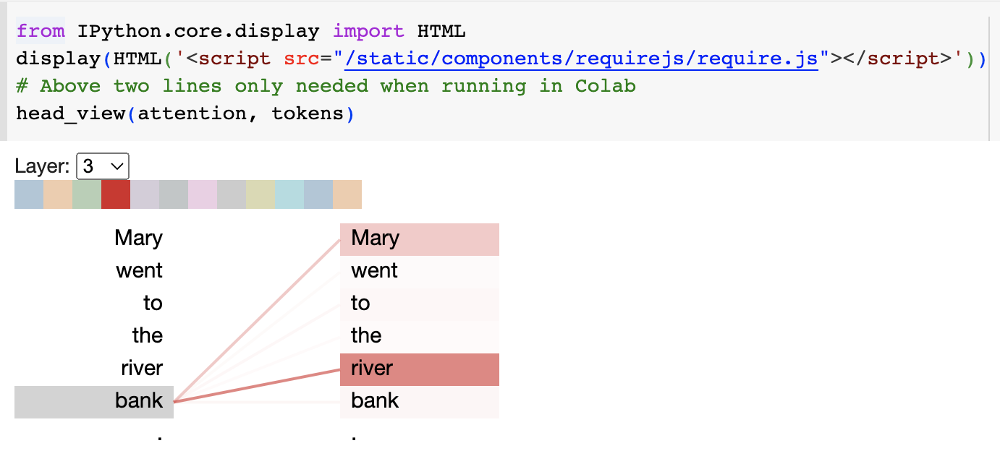 from IPython.core.display import HTML
display(HTML('<script src="/static/components/requirejs/require.js"></script>'))
# Above two lines only needed when running in Colab
head_view(attention, tokens)
Layer: 3
Mary Mary
went went
to to
the the
river river
bank bank
. .